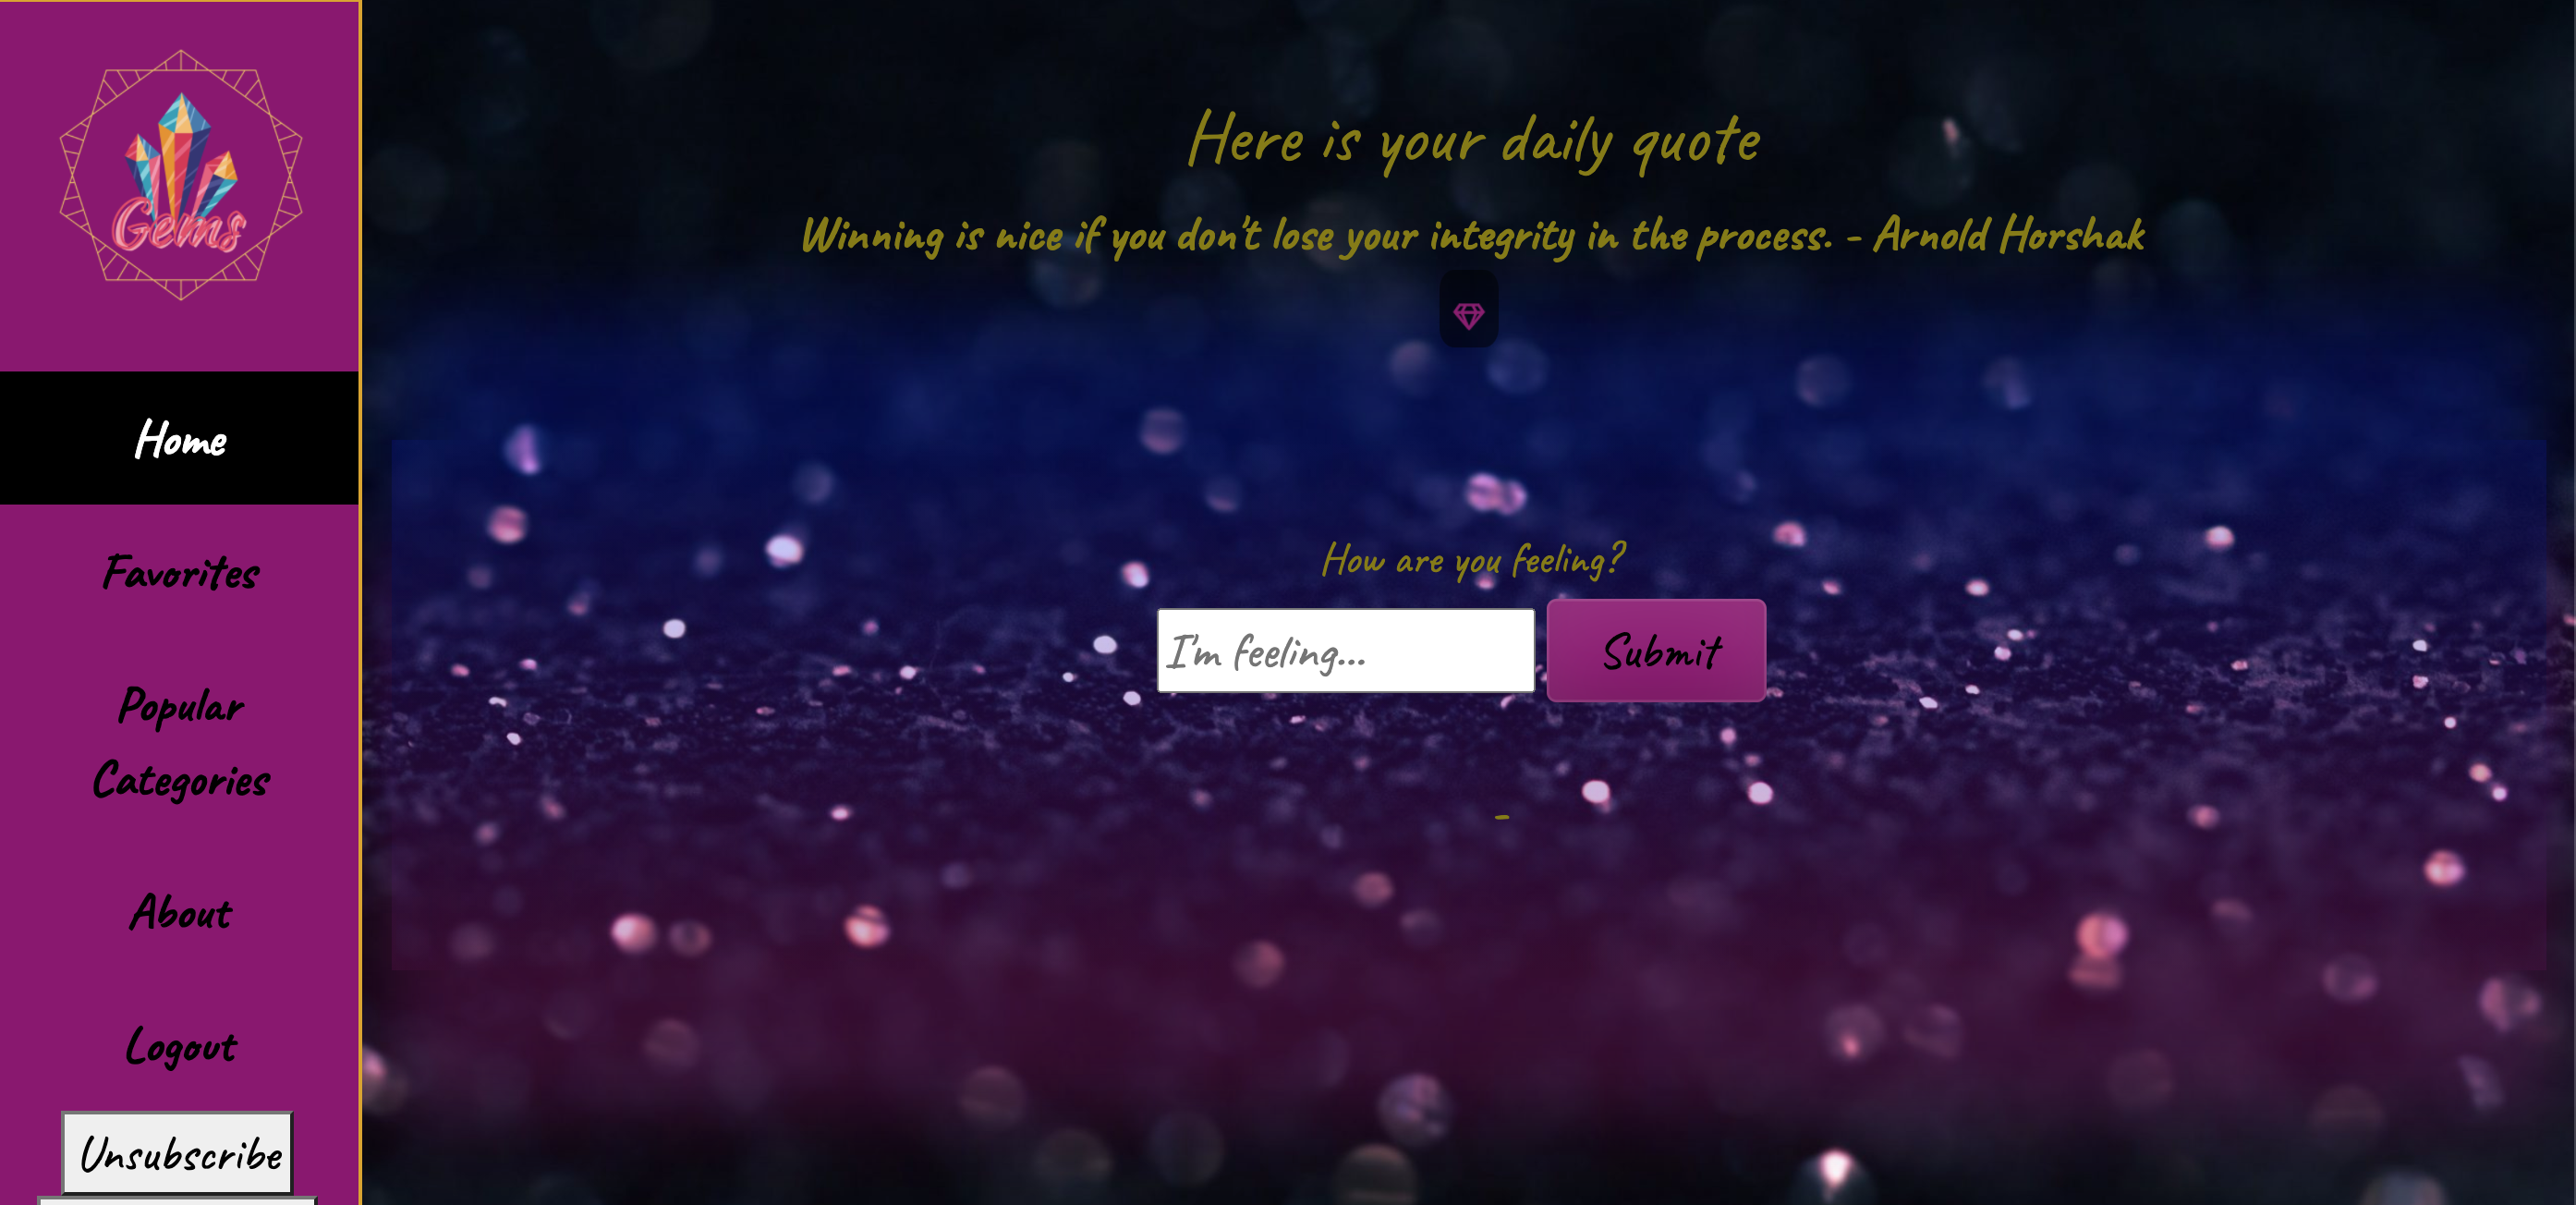 Gems
Home
Favorites
Popular
Categories
About
Logout
Unsubscribe
Here is your daily quote
Winning is nice if you don't lose your integrity in the process. - Arnold Horshak
How are you feeling?
I'm feeling...
Submit
-